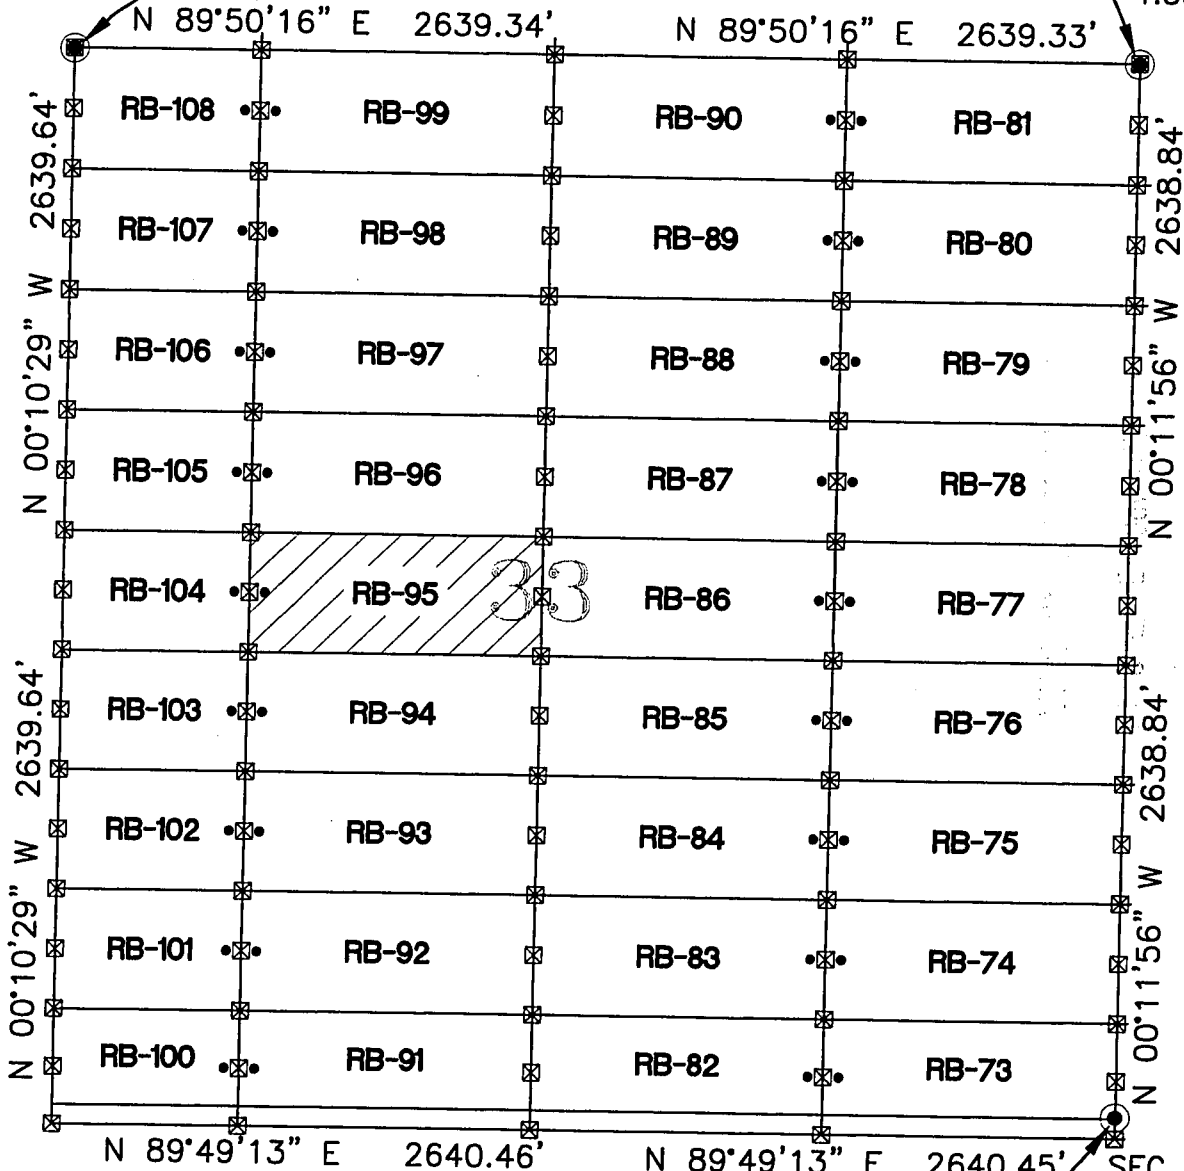 N 89°50'16" E 2639.34' N 89°50'16" E 2639.33'
RB-108 RB-99 RB-90 RB-81
RB-107 RB-98 RB-89 RB-80
RB-106 RB-97 RB-88 RB-79
RB-105 RB-96 RB-87 RB-78
RB-104 RB-95 33 RB-86 RB-77
RB-103 RB-94 RB-85 RB-76
RB-102 RB-93 RB-84 RB-75
RB-101 RB-92 RB-83 RB-74
RB-100 RB-91 RB-82 RB-73
N 00°10'29" W 2639.64'
N 00°10'29" W 2639.64'
N 00°11'56" W 2638.84'
N 00°11'56" W 2638.84'
N 89°49'13" E 2640.46' N 89°49'13" E 2640.45' SEC